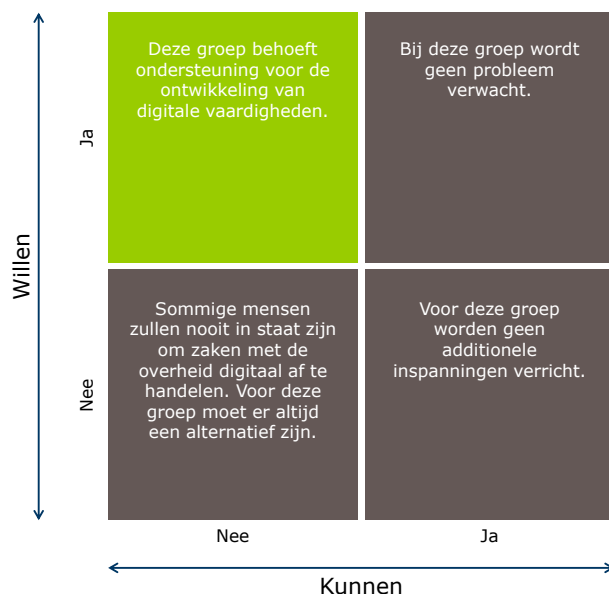 Deze groep behoeft
ondersteuning voor de
ontwikkeling van
digitale vaardigheden.
Bij deze groep wordt
geen probleem
verwacht.
Ja
Willen
Sommige mensen
zullen nooit in staat zijn
om zaken met de
overheid digitaal af te
handelen. Voor deze
groep moet er altijd
een alternatief zijn.
Voor deze groep
worden geen
additionele
inspanningen verricht.
Nee
Nee
Ja
Kunnen